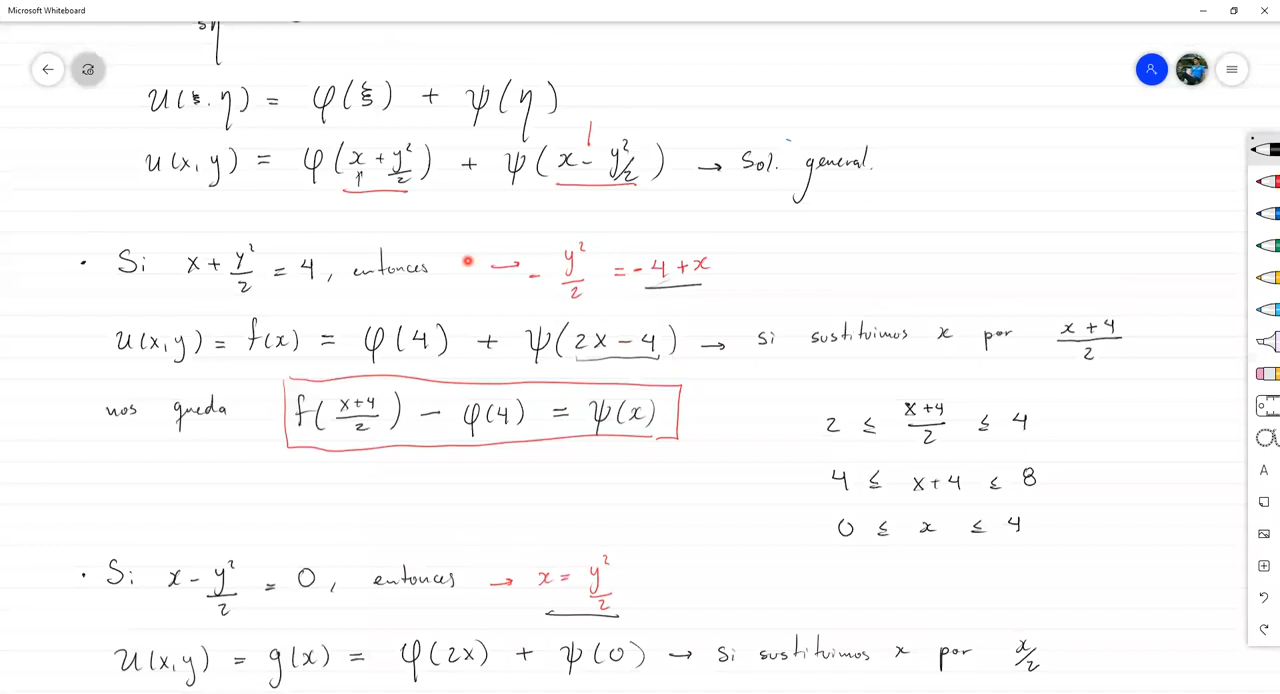 Microsoft Whiteboard
ξη
u(ξ, η) = φ(ξ) + ψ(η)
u(x, y) = φ(x + y²/2) + ψ(x - y²/2) → Sol. general.
· Si x + y²/2 = 4, entonces → - y²/2 = - 4 + x
u(x, y) = f(x) = φ(4) + ψ(2x - 4) → si sustituimos x por (x + 4)/2
nos queda f((x+4)/2) - φ(4) = ψ(x)
2 ≤ (x+4)/2 ≤ 4
4 ≤ x + 4 ≤ 8
0 ≤ x ≤ 4
· Si x - y²/2 = 0, entonces → x = y²/2
u(x, y) = g(x) = φ(2x) + ψ(0) → Si sustituimos x por x/2
A